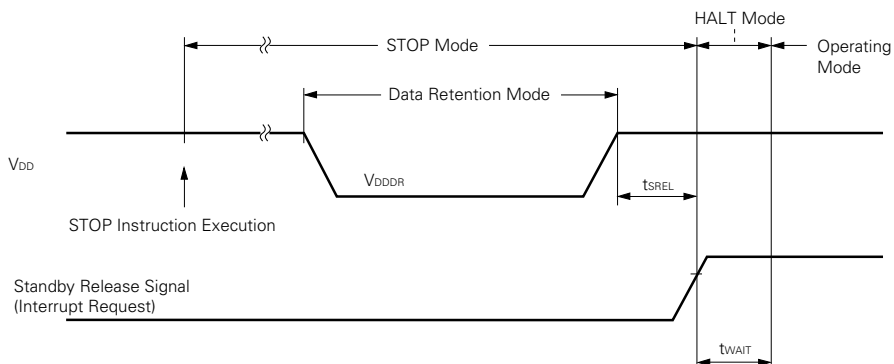 HALT Mode
STOP Mode
Operating
Mode
Data Retention Mode
VDD
VDDDR
tSREL
STOP Instruction Execution
Standby Release Signal
(Interrupt Request)
tWAIT